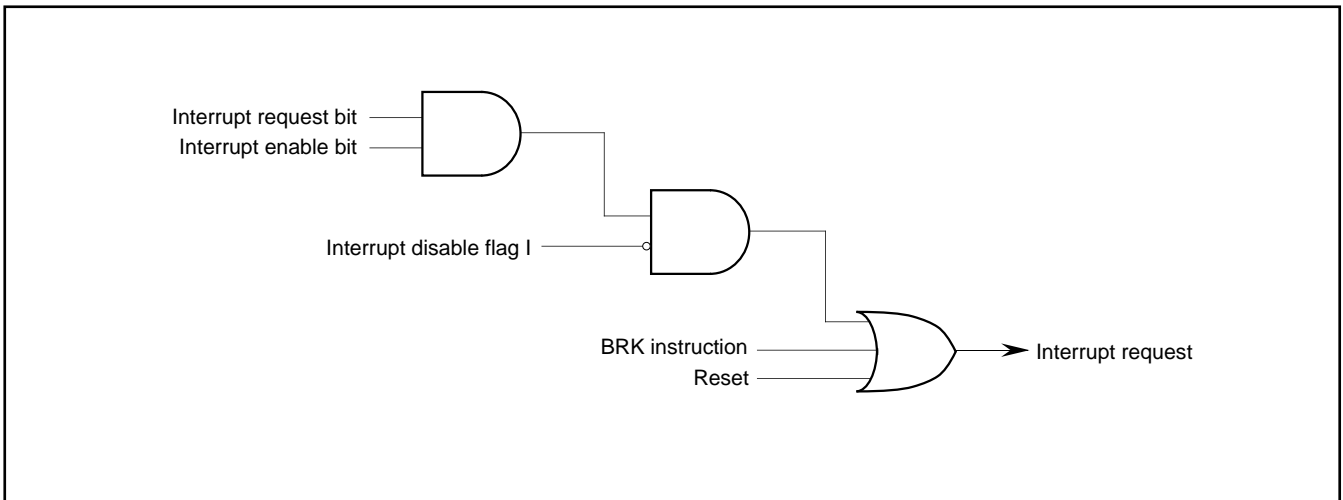 Interrupt request bit
Interrupt enable bit
Interrupt disable flag I
BRK instruction
Reset
Interrupt request